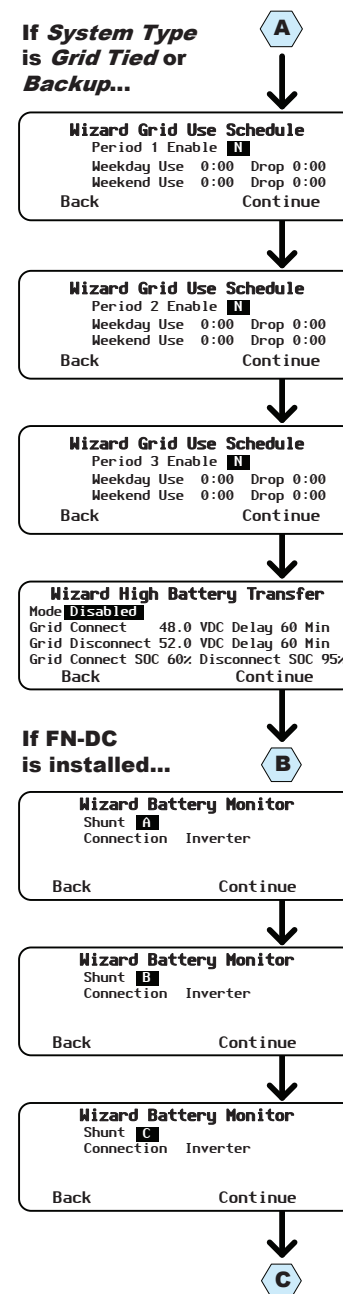 If System Type
is Grid Tied or
Backup...
A
Wizard Grid Use Schedule
Period 1 Enable N
Weekday Use 0:00 Drop 0:00
Weekend Use 0:00 Drop 0:00
Back Continue
Wizard Grid Use Schedule
Period 2 Enable N
Weekday Use 0:00 Drop 0:00
Weekend Use 0:00 Drop 0:00
Back Continue
Wizard Grid Use Schedule
Period 3 Enable N
Weekday Use 0:00 Drop 0:00
Weekend Use 0:00 Drop 0:00
Back Continue
Wizard High Battery Transfer
Mode Disabled
Grid Connect 48.0 VDC Delay 60 Min
Grid Disconnect 52.0 VDC Delay 60 Min
Grid Connect SOC 60% Disconnect SOC 95%
Back Continue
If FN-DC
is installed...
B
Wizard Battery Monitor
Shunt A
Connection Inverter
Back Continue
Wizard Battery Monitor
Shunt B
Connection Inverter
Back Continue
Wizard Battery Monitor
Shunt C
Connection Inverter
Back Continue
C